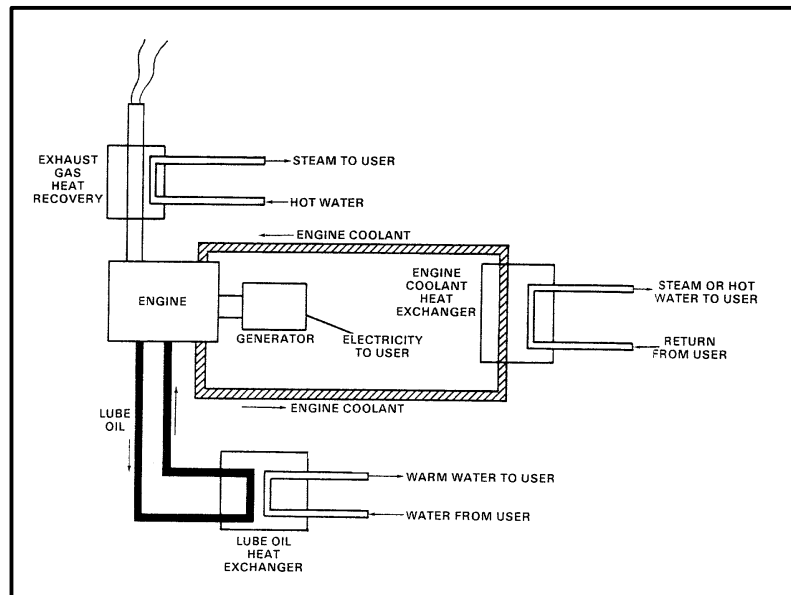 EXHAUST
GAS
HEAT
RECOVERY
STEAM TO USER
HOT WATER
ENGINE COOLANT
ENGINE
GENERATOR
ELECTRICITY
TO USER
ENGINE
COOLANT
HEAT
EXCHANGER
STEAM OR HOT
WATER TO USER
RETURN
FROM USER
ENGINE COOLANT
LUBE
OIL
WARM WATER TO USER
WATER FROM USER
LUBE OIL
HEAT
EXCHANGER